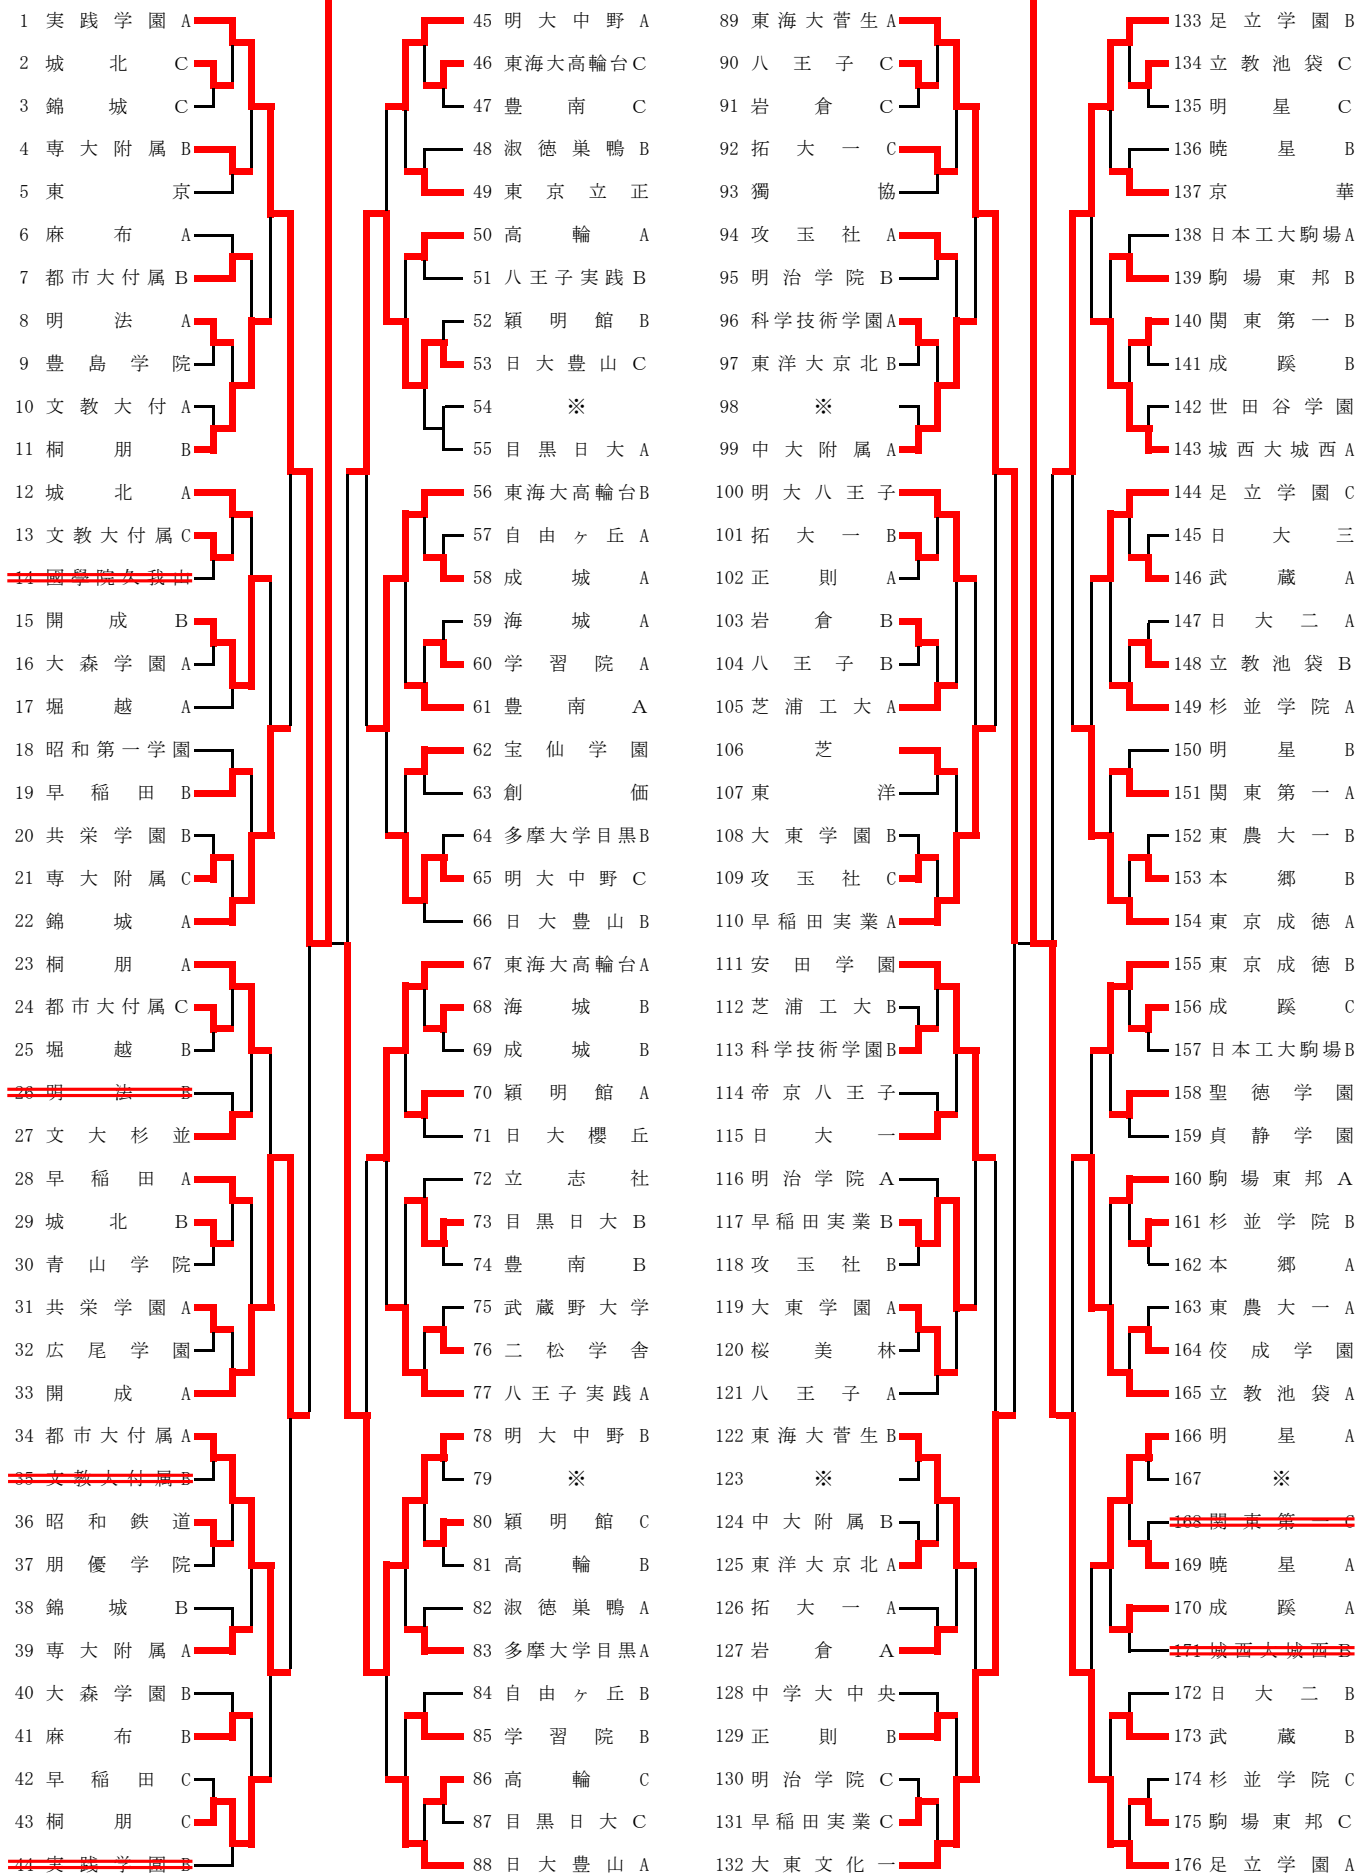 1 実践学園 A
2 城北 C
3 錦城 C
4 専大附属 B
5 東京
6 麻布 A
7 都市大付属 B
8 明法 A
9 豊島学院
10 文教大付 A
11 桐朋 B
12 城北 A
13 文教大付属 C
14 國學院久我山
15 開成 B
16 大森学園 A
17 堀越 A
18 昭和第一学園
19 早稲田 B
20 共栄学園 B
21 専大附属 C
22 錦城 A
23 桐朋 A
24 都市大付属 C
25 堀越 B
26 明法 B
27 文大杉並
28 早稲田 A
29 城北 B
30 青山学院
31 共栄学園 A
32 広尾学園
33 開成 A
34 都市大付属 A
35 文教大付属 B
36 昭和鉄道
37 朋優学院
38 錦城 B
39 専大附属 A
40 大森学園 B
41 麻布 B
42 早稲田 C
43 桐朋 C
44 実践学園 B
45 明大中野 A
46 東海大高輪台 C
47 豊南 C
48 淑徳巣鴨 B
49 東京立正
50 高輪 A
51 八王子実践 B
52 穎明館 B
53 日大豊山 C
54 ※
55 目黒日大 A
56 東海大高輪台 B
57 自由ヶ丘 A
58 成城 A
59 海城 A
60 学習院 A
61 豊南 A
62 宝仙学園
63 創価
64 多摩大学目黒 B
65 明大中野 C
66 日大豊山 B
67 東海大高輪台 A
68 海城 B
69 成城 B
70 穎明館 A
71 日大櫻丘
72 立志社
73 目黒日大 B
74 豊南 B
75 武蔵野大学
76 二松学舎
77 八王子実践 A
78 明大中野 B
79 ※
80 穎明館 C
81 高輪 B
82 淑徳巣鴨 A
83 多摩大学目黒 A
84 自由ヶ丘 B
85 学習院 B
86 高輪 C
87 目黒日大 C
88 日大豊山 A
89 東海大菅生 A
90 八王子 C
91 岩倉 C
92 拓大一 C
93 獨協
94 攻玉社 A
95 明治学院 B
96 科学技術学園 A
97 東洋大京北 B
98 ※
99 中大附属 A
100 明大八王子
101 拓大一 B
102 正則 A
103 岩倉 B
104 八王子 B
105 芝浦工大 A
106 芝
107 東洋
108 大東学園 B
109 攻玉社 C
110 早稲田実業 A
111 安田学園
112 芝浦工大 B
113 科学技術学園 B
114 帝京八王子
115 日大一
116 明治学院 A
117 早稲田実業 B
118 攻玉社 B
119 大東学園 A
120 桜美林
121 八王子 A
122 東海大菅生 B
123 ※
124 中大附属 B
125 東洋大京北 A
126 拓大一 A
127 岩倉 A
128 中学大中央
129 正則 B
130 明治学院 C
131 早稲田実業 C
132 大東文化一
133 足立学園 B
134 立教池袋 C
135 明星 C
136 暁星 B
137 京華
138 日本工大駒場 A
139 駒場東邦 B
140 関東第一 B
141 成蹊 B
142 世田谷学園
143 城西大城西 A
144 足立学園 C
145 日大三
146 武蔵 A
147 日大二 A
148 立教池袋 B
149 杉並学院 A
150 明星 B
151 関東第一 A
152 東農大一 B
153 本郷 B
154 東京成徳 A
155 東京成徳 B
156 成蹊 C
157 日本工大駒場 B
158 聖徳学園
159 貞静学園
160 駒場東邦 A
161 杉並学院 B
162 本郷 A
163 東農大一 A
164 佼成学園
165 立教池袋 A
166 明星 A
167 ※
168 関東第一 C
169 暁星 A
170 成蹊 A
171 城西大城西 B
172 日大二 B
173 武蔵 B
174 杉並学院 C
175 駒場東邦 C
176 足立学園 A